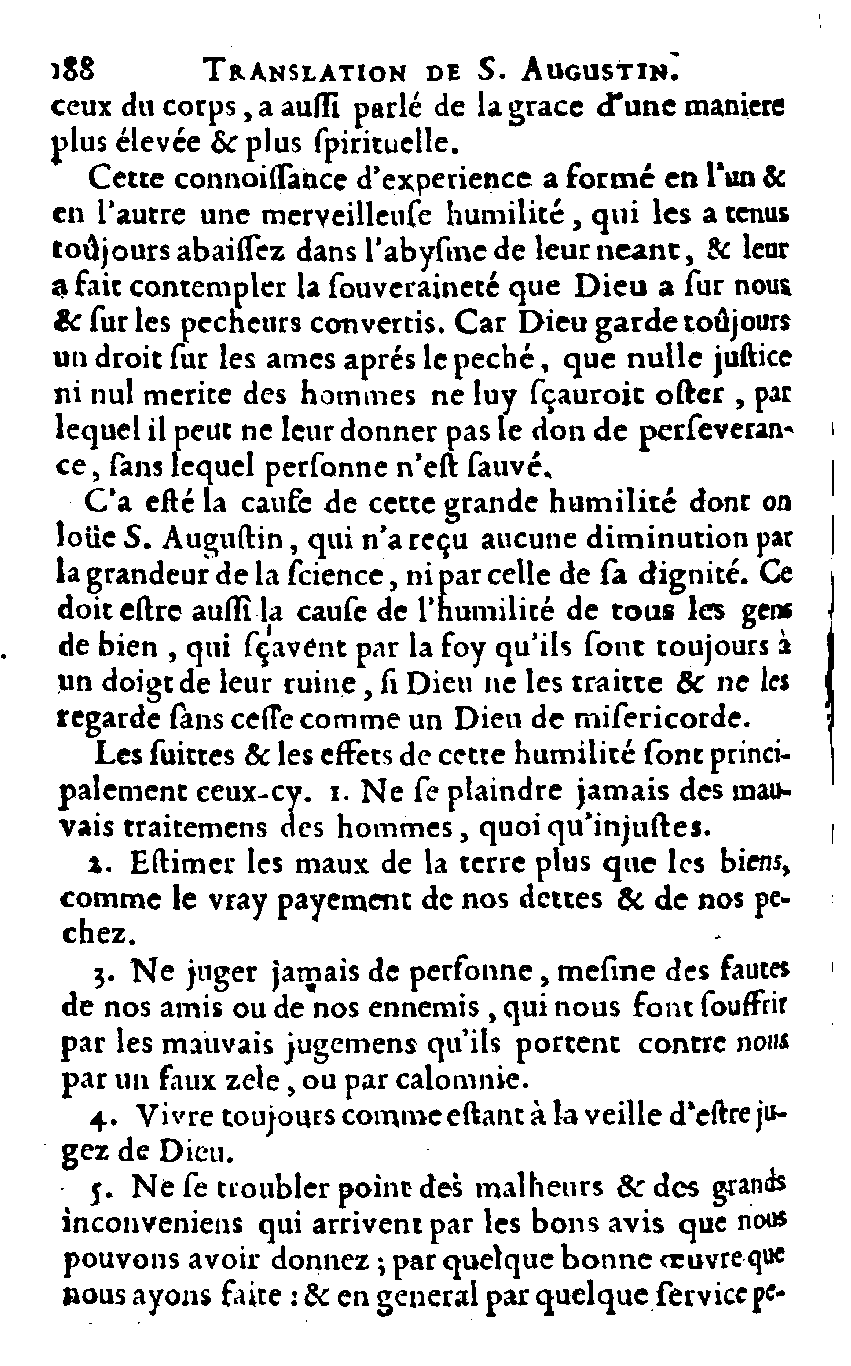 188 TRANSLATION DE S. AUGUSTIN.
ceux du corps, a auſſi parlé de la grace d'une maniere
plus élevée & plus ſpirituelle.
Cette connoiſſance d'experience a formé en l'un &
en l'autre une merveilleuſe humilité, qui les a tenus
toûjours abaiſſez dans l'abyſme de leur neant, & leur
a fait contempler la ſouveraineté que Dieu a ſur nous
& ſur les pecheurs convertis. Car Dieu garde toûjours
un droit ſur les ames aprés le peché, que nulle juſtice
ni nul merite des hommes ne luy ſçauroit oſter, par
lequel il peut ne leur donner pas le don de perſeveran-
ce, ſans lequel perſonne n'eſt ſauvé.
C'a eſté la cauſe de cette grande humilité dont on
loüe S. Auguſtin, qui n'a reçu aucune diminution par
la grandeur de la ſcience, ni par celle de ſa dignité. Ce
doit eſtre auſſi la cauſe de l'humilité de tous les gens
de bien, qui ſçavent par la foy qu'ils ſont toujours à
un doigt de leur ruine, ſi Dieu ne les traitte & ne les
regarde ſans ceſſe comme un Dieu de miſericorde.
Les ſuittes & les effets de cette humilité ſont princi-
palement ceux-cy. 1. Ne ſe plaindre jamais des mau-
vais traitemens des hommes, quoi qu'injuſtes.
2. Eſtimer les maux de la terre plus que les biens,
comme le vray payement de nos dettes & de nos pe-
chez.
3. Ne juger jamais de perſonne, meſme des fautes
de nos amis ou de nos ennemis, qui nous font ſouffrir
par les mauvais jugemens qu'ils portent contre nous
par un faux zele, ou par calomnie.
4. Vivre toujours comme eſtant à la veille d'eſtre ju-
gez de Dieu.
5. Ne ſe troubler point des malheurs & des grands
inconveniens qui arrivent par les bons avis que nous
pouvons avoir donnez ; par quelque bonne œuvre que
nous ayons faite : & en general par quelque ſervice pe-